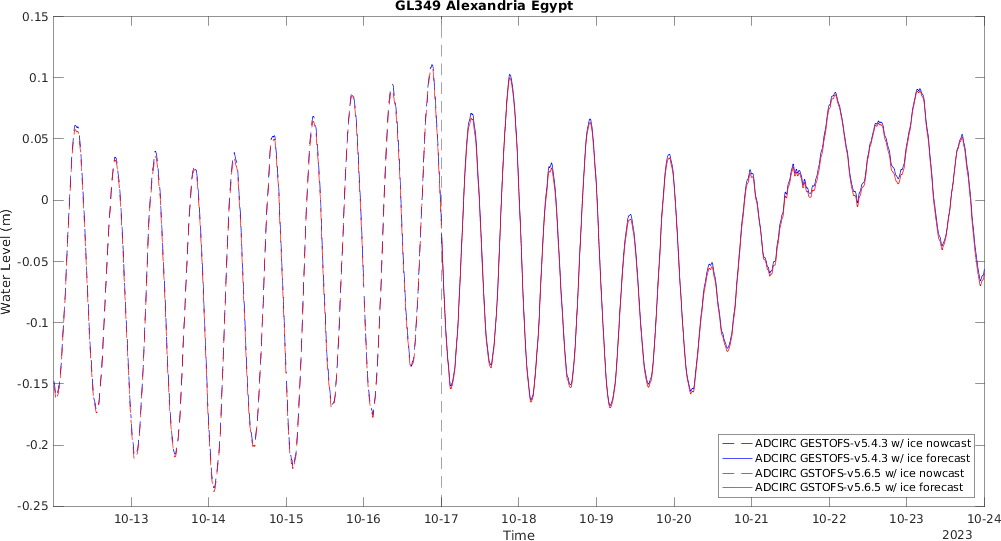 GL349 Alexandria Egypt
0.15
0.1
0.05
0
-0.05
-0.1
-0.15
-0.2
-0.25
Water Level (m)
ADCIRC GESTOFS-v5.4.3 w/ ice nowcast
ADCIRC GESTOFS-v5.4.3 w/ ice forecast
ADCIRC GSTOFS-v5.6.5 w/ ice nowcast
ADCIRC GSTOFS-v5.6.5 w/ ice forecast
10-13 10-14 10-15 10-16 10-17 10-18 10-19 10-20 10-21 10-22 10-23 10-24
Time
2023